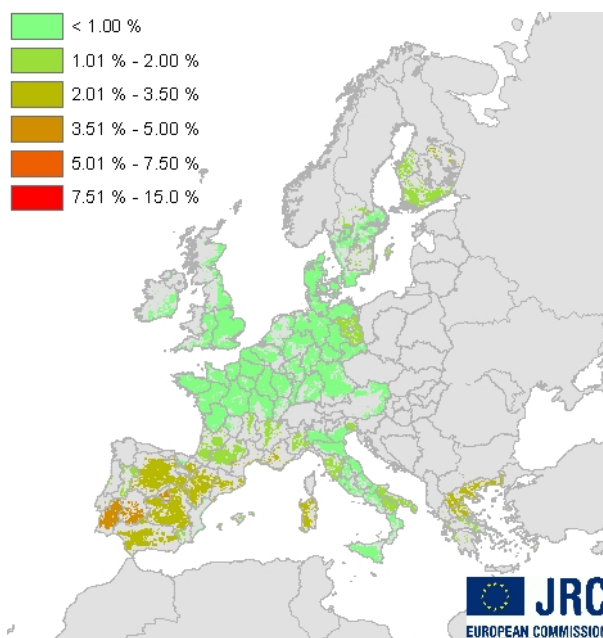 < 1.00 %
1.01 % - 2.00 %
2.01 % - 3.50 %
3.51 % - 5.00 %
5.01 % - 7.50 %
7.51 % - 15.0 %
JRC
EUROPEAN COMMISSION